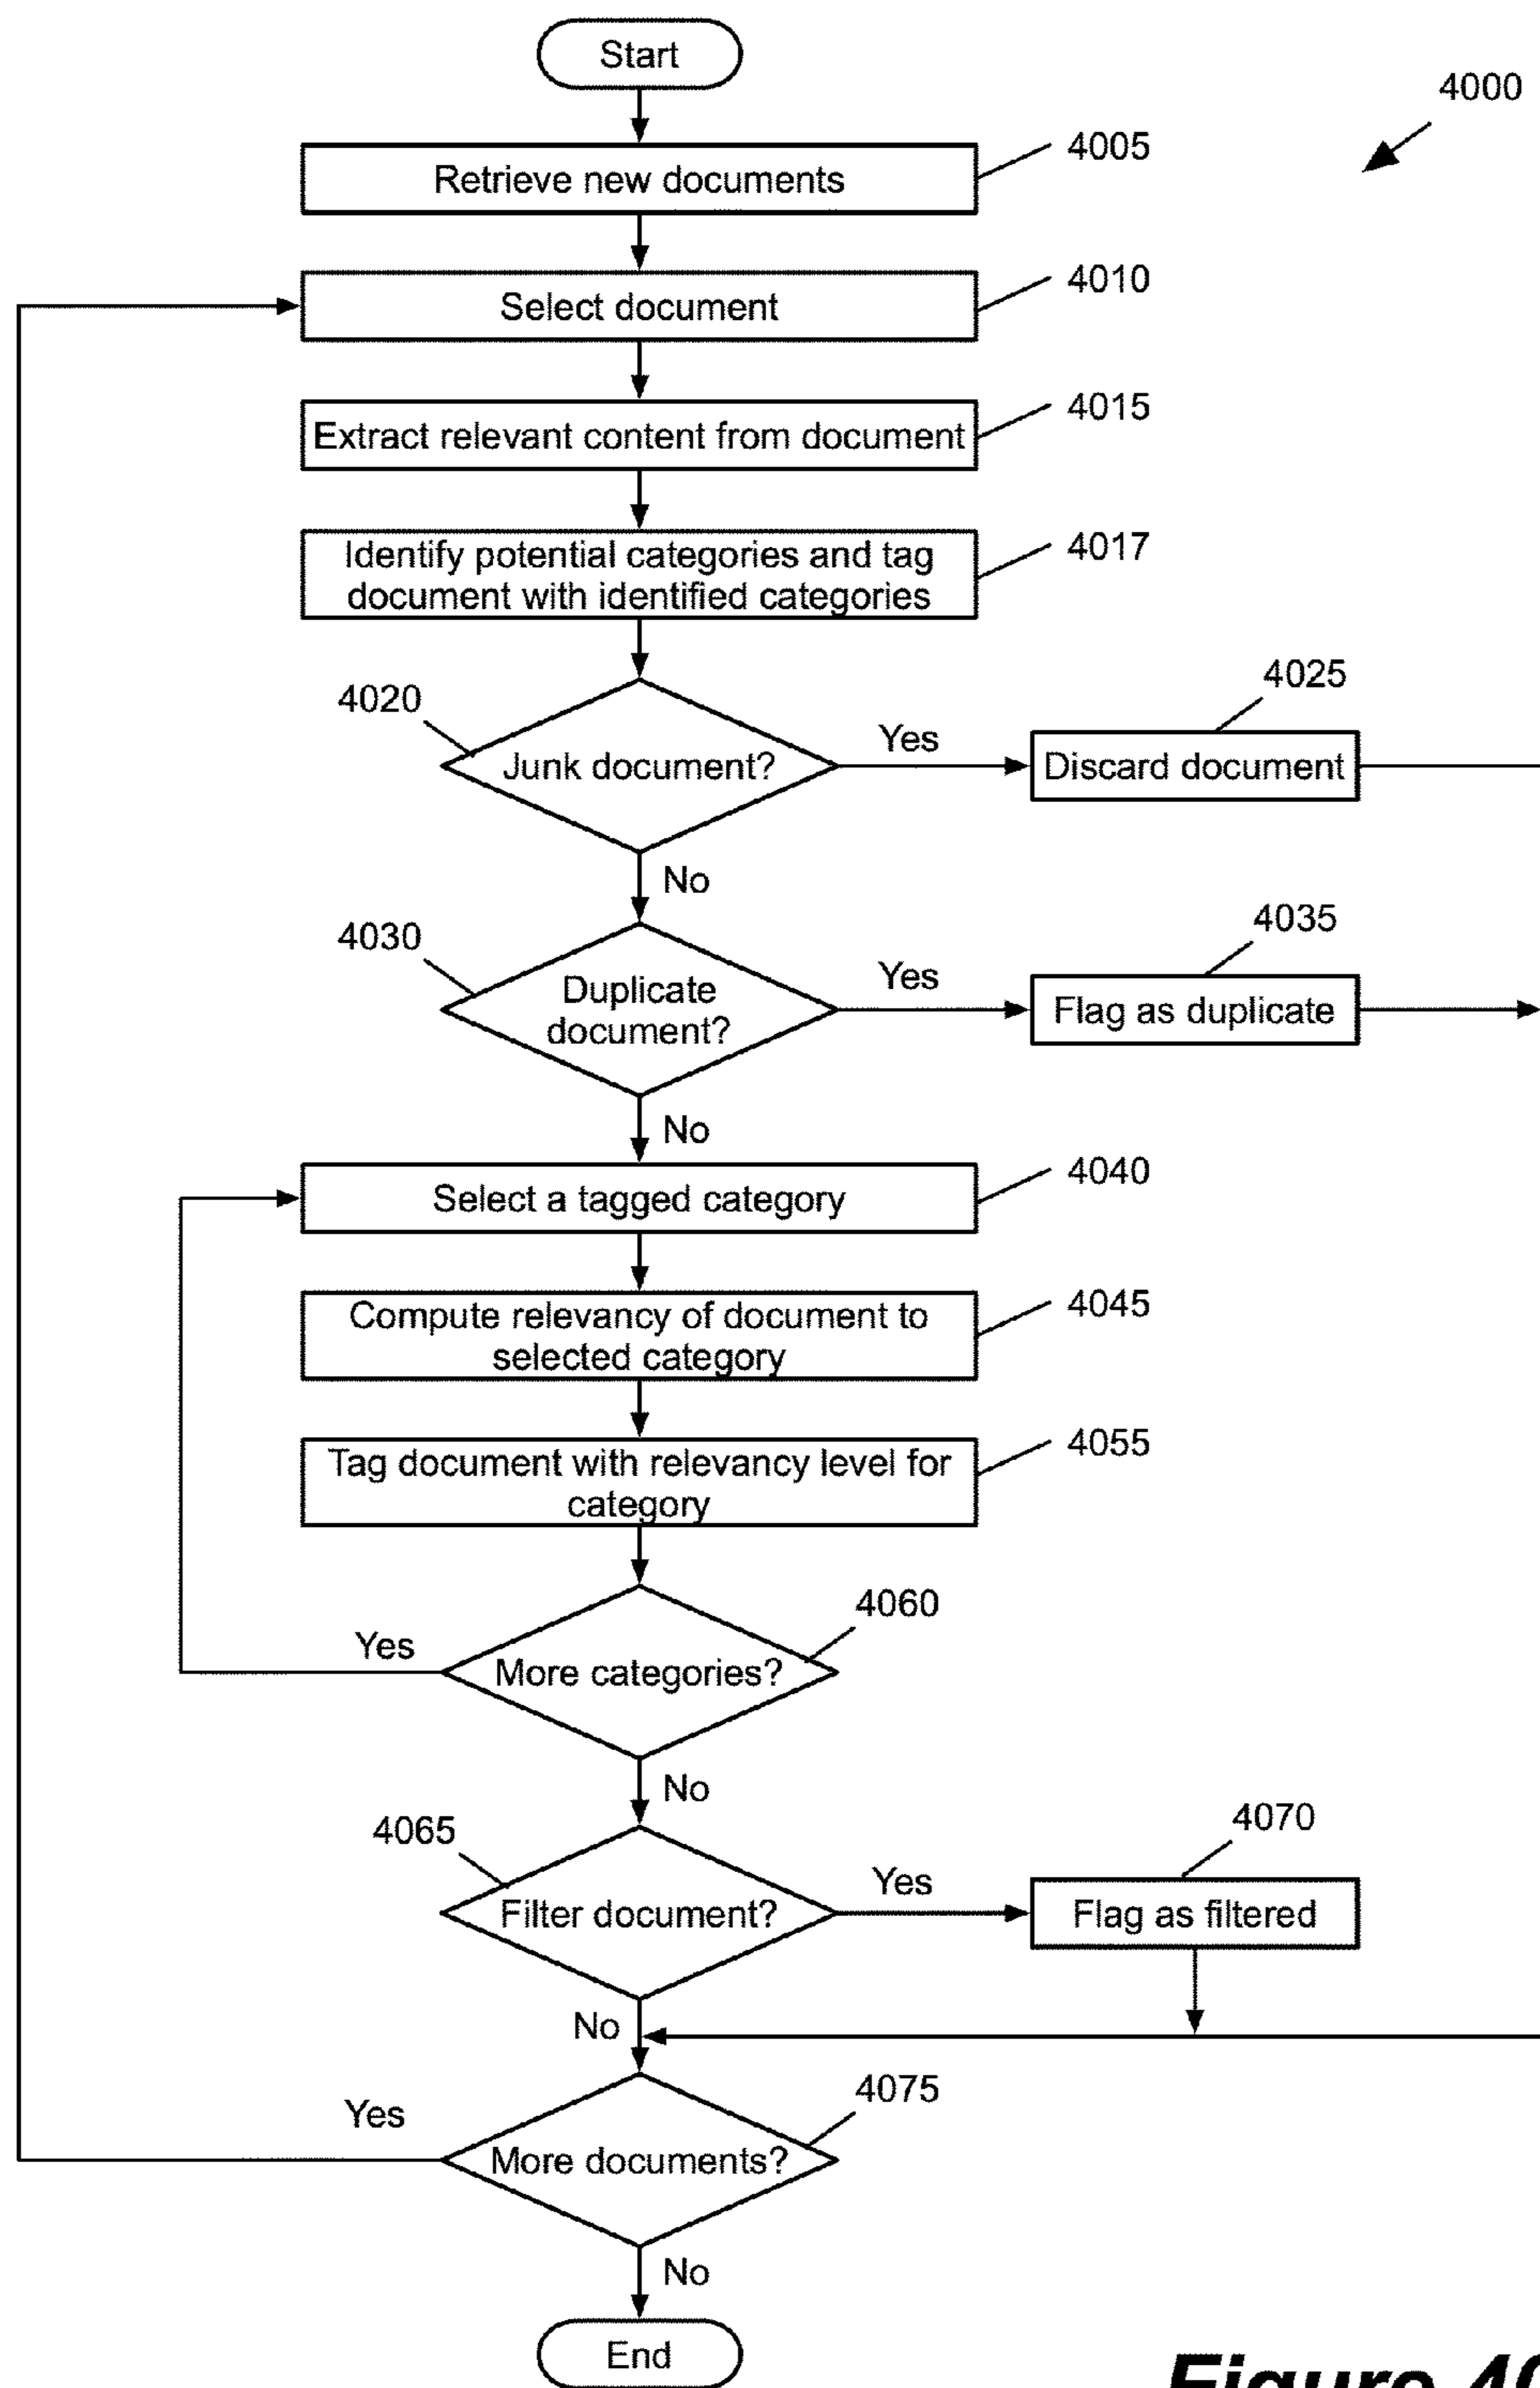 Start
4000
4005
Retrieve new documents
4010
Select document
4015
Extract relevant content from document
4017
Identify potential categories and tag
document with identified categories
4020
4025
Junk document?
Yes
Discard document
No
4030
4035
Duplicate
document?
Yes
Flag as duplicate
No
4040
Select a tagged category
4045
Compute relevancy of document to
selected category
4055
Tag document with relevancy level for
category
4060
Yes
More categories?
No
4065
4070
Filter document?
Yes
Flag as filtered
No
4075
Yes
More documents?
No
End
Figure 40